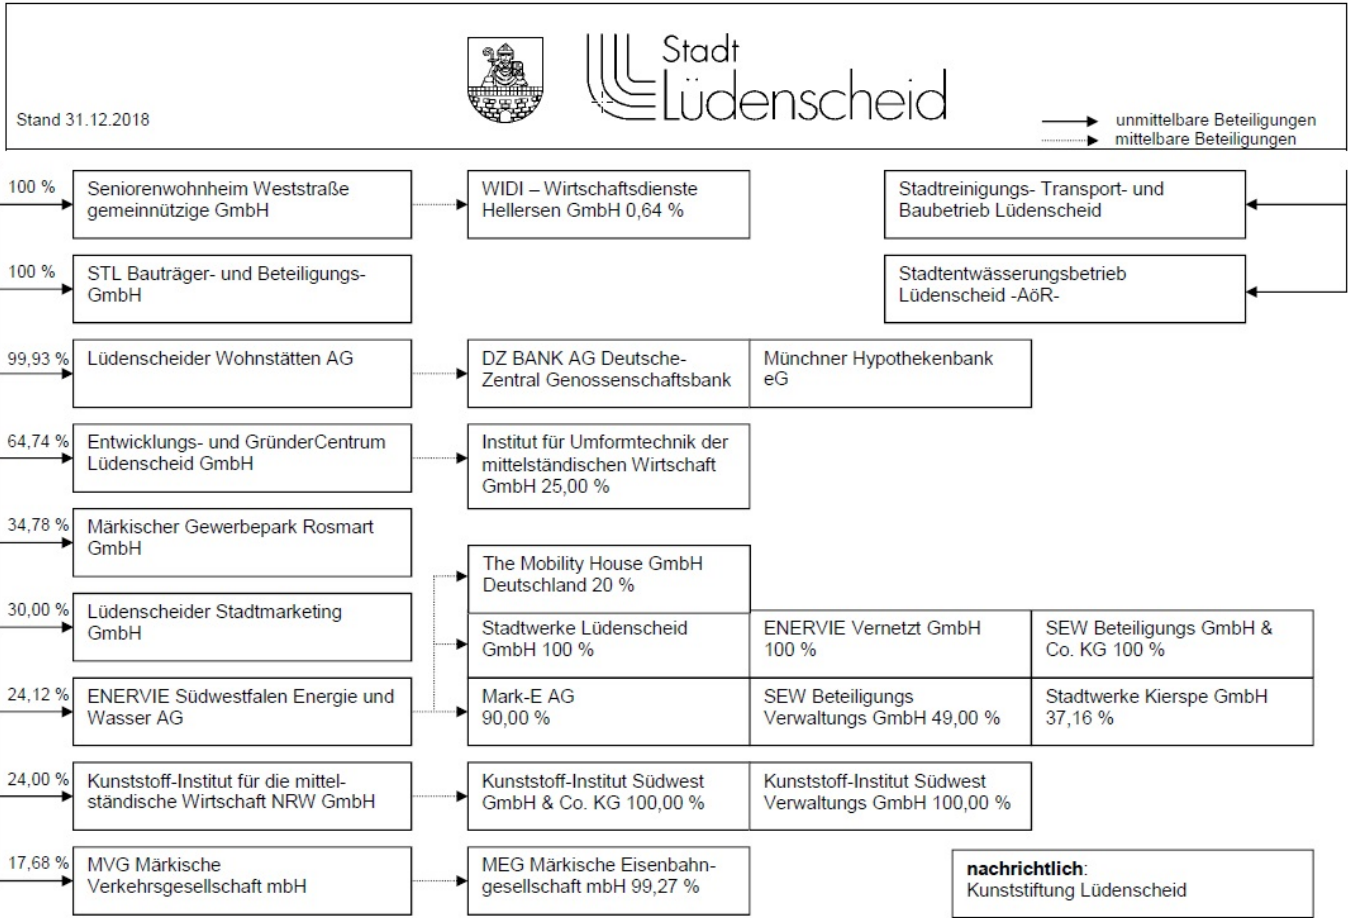 Stadt
Lüdenscheid
Stand 31.12.2018
unmittelbare Beteiligungen
mittelbare Beteiligungen
100 %
Seniorenwohnheim Weststraße
gemeinnützige GmbH
WIDI – Wirtschaftsdienste
Hellersen GmbH 0,64 %
Stadtreinigungs- Transport- und
Baubetrieb Lüdenscheid
100 %
STL Bauträger- und Beteiligungs-
GmbH
Stadtentwässerungsbetrieb
Lüdenscheid -AöR-
99,93 %
Lüdenscheider Wohnstätten AG
DZ BANK AG Deutsche-
Zentral Genossenschaftsbank
Münchner Hypothekenbank
eG
64,74 %
Entwicklungs- und GründerCentrum
Lüdenscheid GmbH
Institut für Umformtechnik der
mittelständischen Wirtschaft
GmbH 25,00 %
34,78 %
Märkischer Gewerbepark Rosmart
GmbH
The Mobility House GmbH
Deutschland 20 %
30,00 %
Lüdenscheider Stadtmarketing
GmbH
Stadtwerke Lüdenscheid
GmbH 100 %
ENERVIE Vernetzt GmbH
100 %
SEW Beteiligungs GmbH &
Co. KG 100 %
24,12 %
ENERVIE Südwestfalen Energie und
Wasser AG
Mark-E AG
90,00 %
SEW Beteiligungs
Verwaltungs GmbH 49,00 %
Stadtwerke Kierspe GmbH
37,16 %
24,00 %
Kunststoff-Institut für die mittel-
ständische Wirtschaft NRW GmbH
Kunststoff-Institut Südwest
GmbH & Co. KG 100,00 %
Kunststoff-Institut Südwest
Verwaltungs GmbH 100,00 %
17,68 %
MVG Märkische
Verkehrsgesellschaft mbH
MEG Märkische Eisenbahn-
gesellschaft mbH 99,27 %
nachrichtlich:
Kunststiftung Lüdenscheid